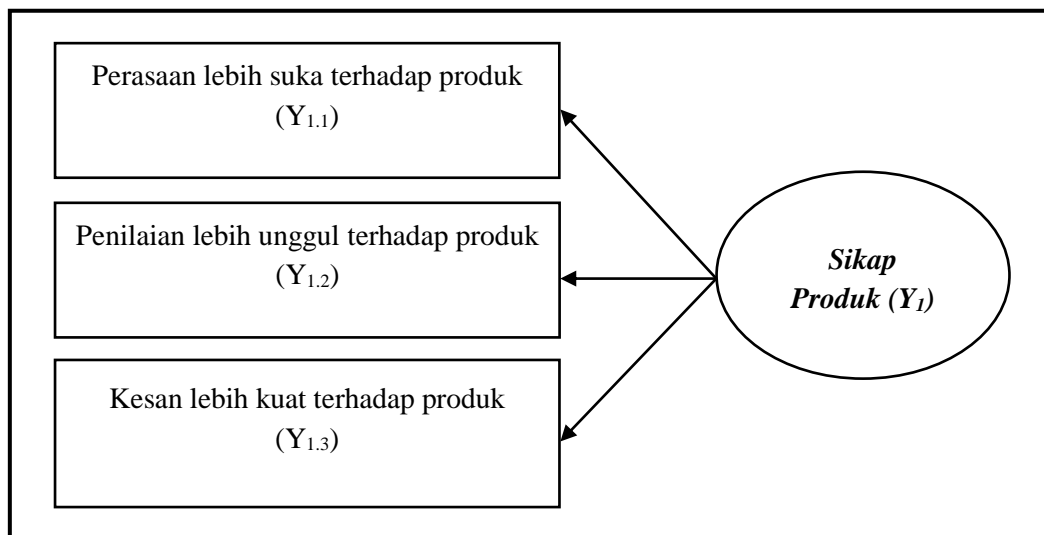 Perasaan lebih suka terhadap produk
(Y1.1)
Penilaian lebih unggul terhadap produk
(Y1.2)
Kesan lebih kuat terhadap produk
(Y1.3)
Sikap
Produk (Y1)